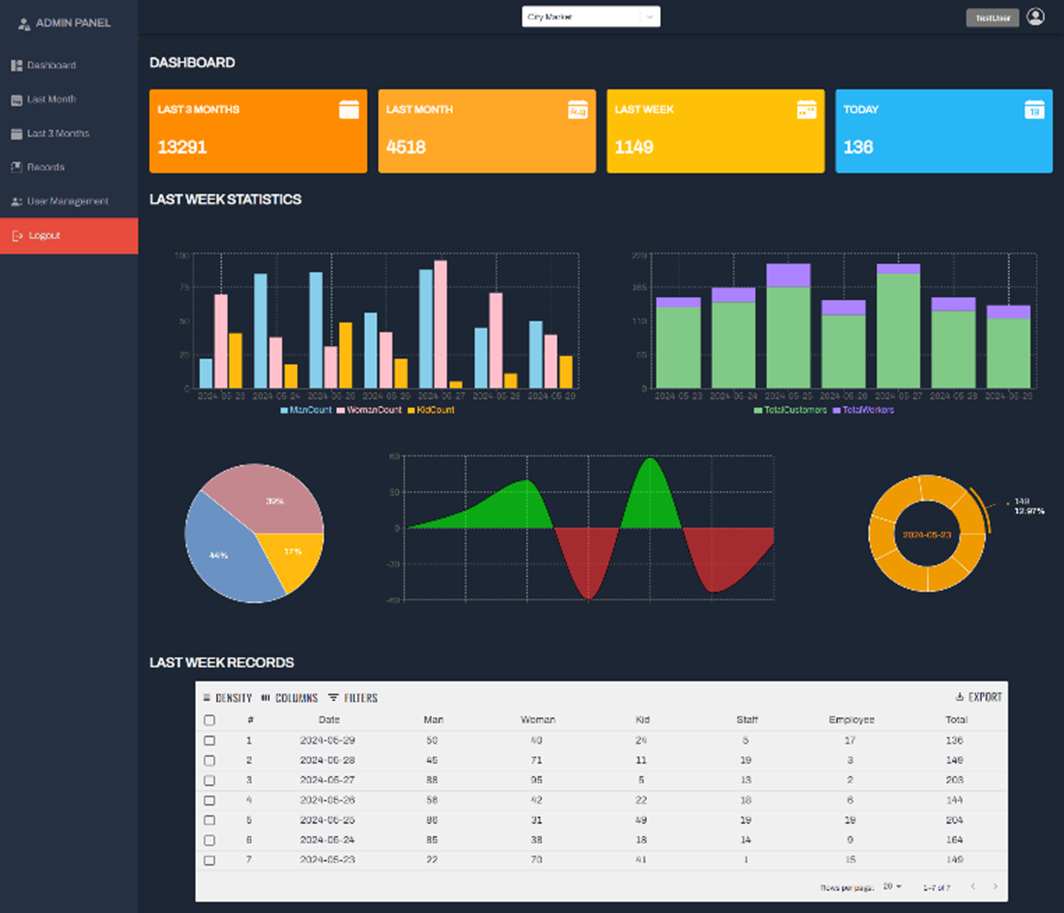 ADMIN PANEL
City Market
TestUser
Dashboard
Last Month
Last 3 Months
Records
User Management
Logout
DASHBOARD
LAST 3 MONTHS
13291
LAST MONTH
4518
LAST WEEK
1149
TODAY
19
136
LAST WEEK STATISTICS
100
75
50
25
0
2024-05-23 2024-05-24 2024-05-25 2024-05-26 2024-05-27 2024-05-28 2024-05-29
ManCount WomanCount KidCount
220
165
110
55
0
2024-05-23 2024-05-24 2024-05-25 2024-05-26 2024-05-27 2024-05-28 2024-05-29
TotalCustomers TotalWorkers
39%
44%
17%
60
30
0
-30
-60
2024-05-23
149
12.97%
LAST WEEK RECORDS
DENSITY COLUMNS FILTERS EXPORT
# Date Man Woman Kid Staff Employee Total
1 2024-05-29 50 40 24 5 17 136
2 2024-05-28 45 71 11 19 3 149
3 2024-05-27 88 95 5 13 2 203
4 2024-05-26 56 42 22 18 6 144
5 2024-05-25 86 31 49 19 19 204
6 2024-05-24 85 38 18 14 9 164
7 2024-05-23 22 70 41 1 15 149
Rows per page: 20 1–7 of 7